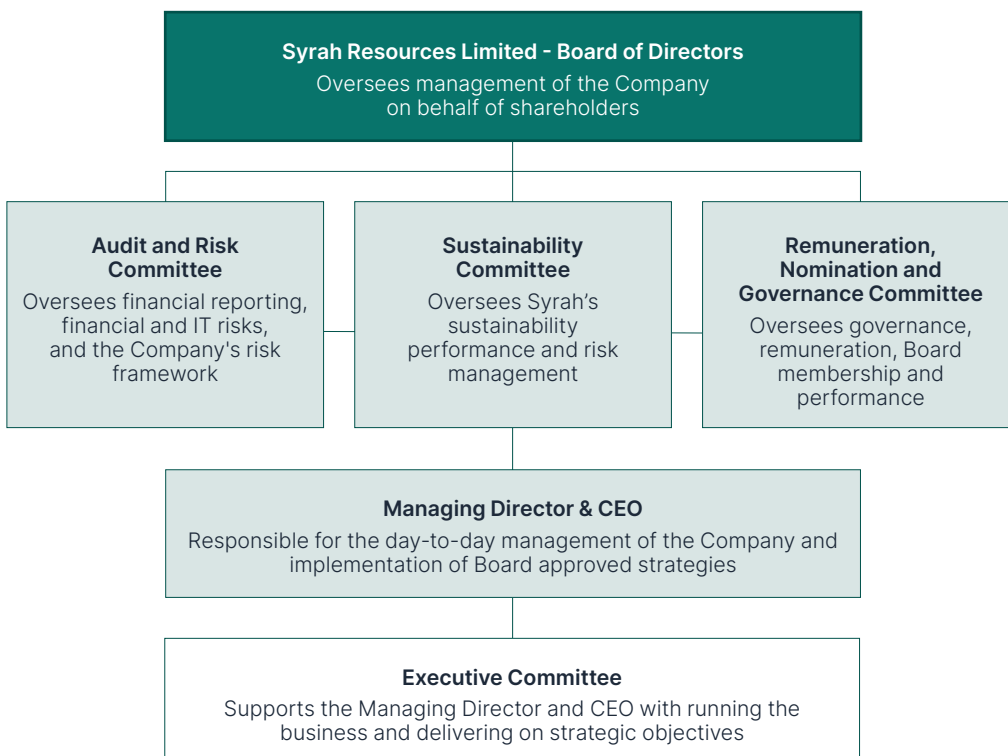 Syrah Resources Limited - Board of Directors
Oversees management of the Company
on behalf of shareholders
Audit and Risk
Committee
Oversees financial reporting,
financial and IT risks,
and the Company's risk
framework
Sustainability
Committee
Oversees Syrah’s
sustainability
performance and risk
management
Remuneration,
Nomination and
Governance Committee
Oversees governance,
remuneration, Board
membership and
performance
Managing Director & CEO
Responsible for the day-to-day management of the Company and
implementation of Board approved strategies
Executive Committee
Supports the Managing Director and CEO with running the
business and delivering on strategic objectives